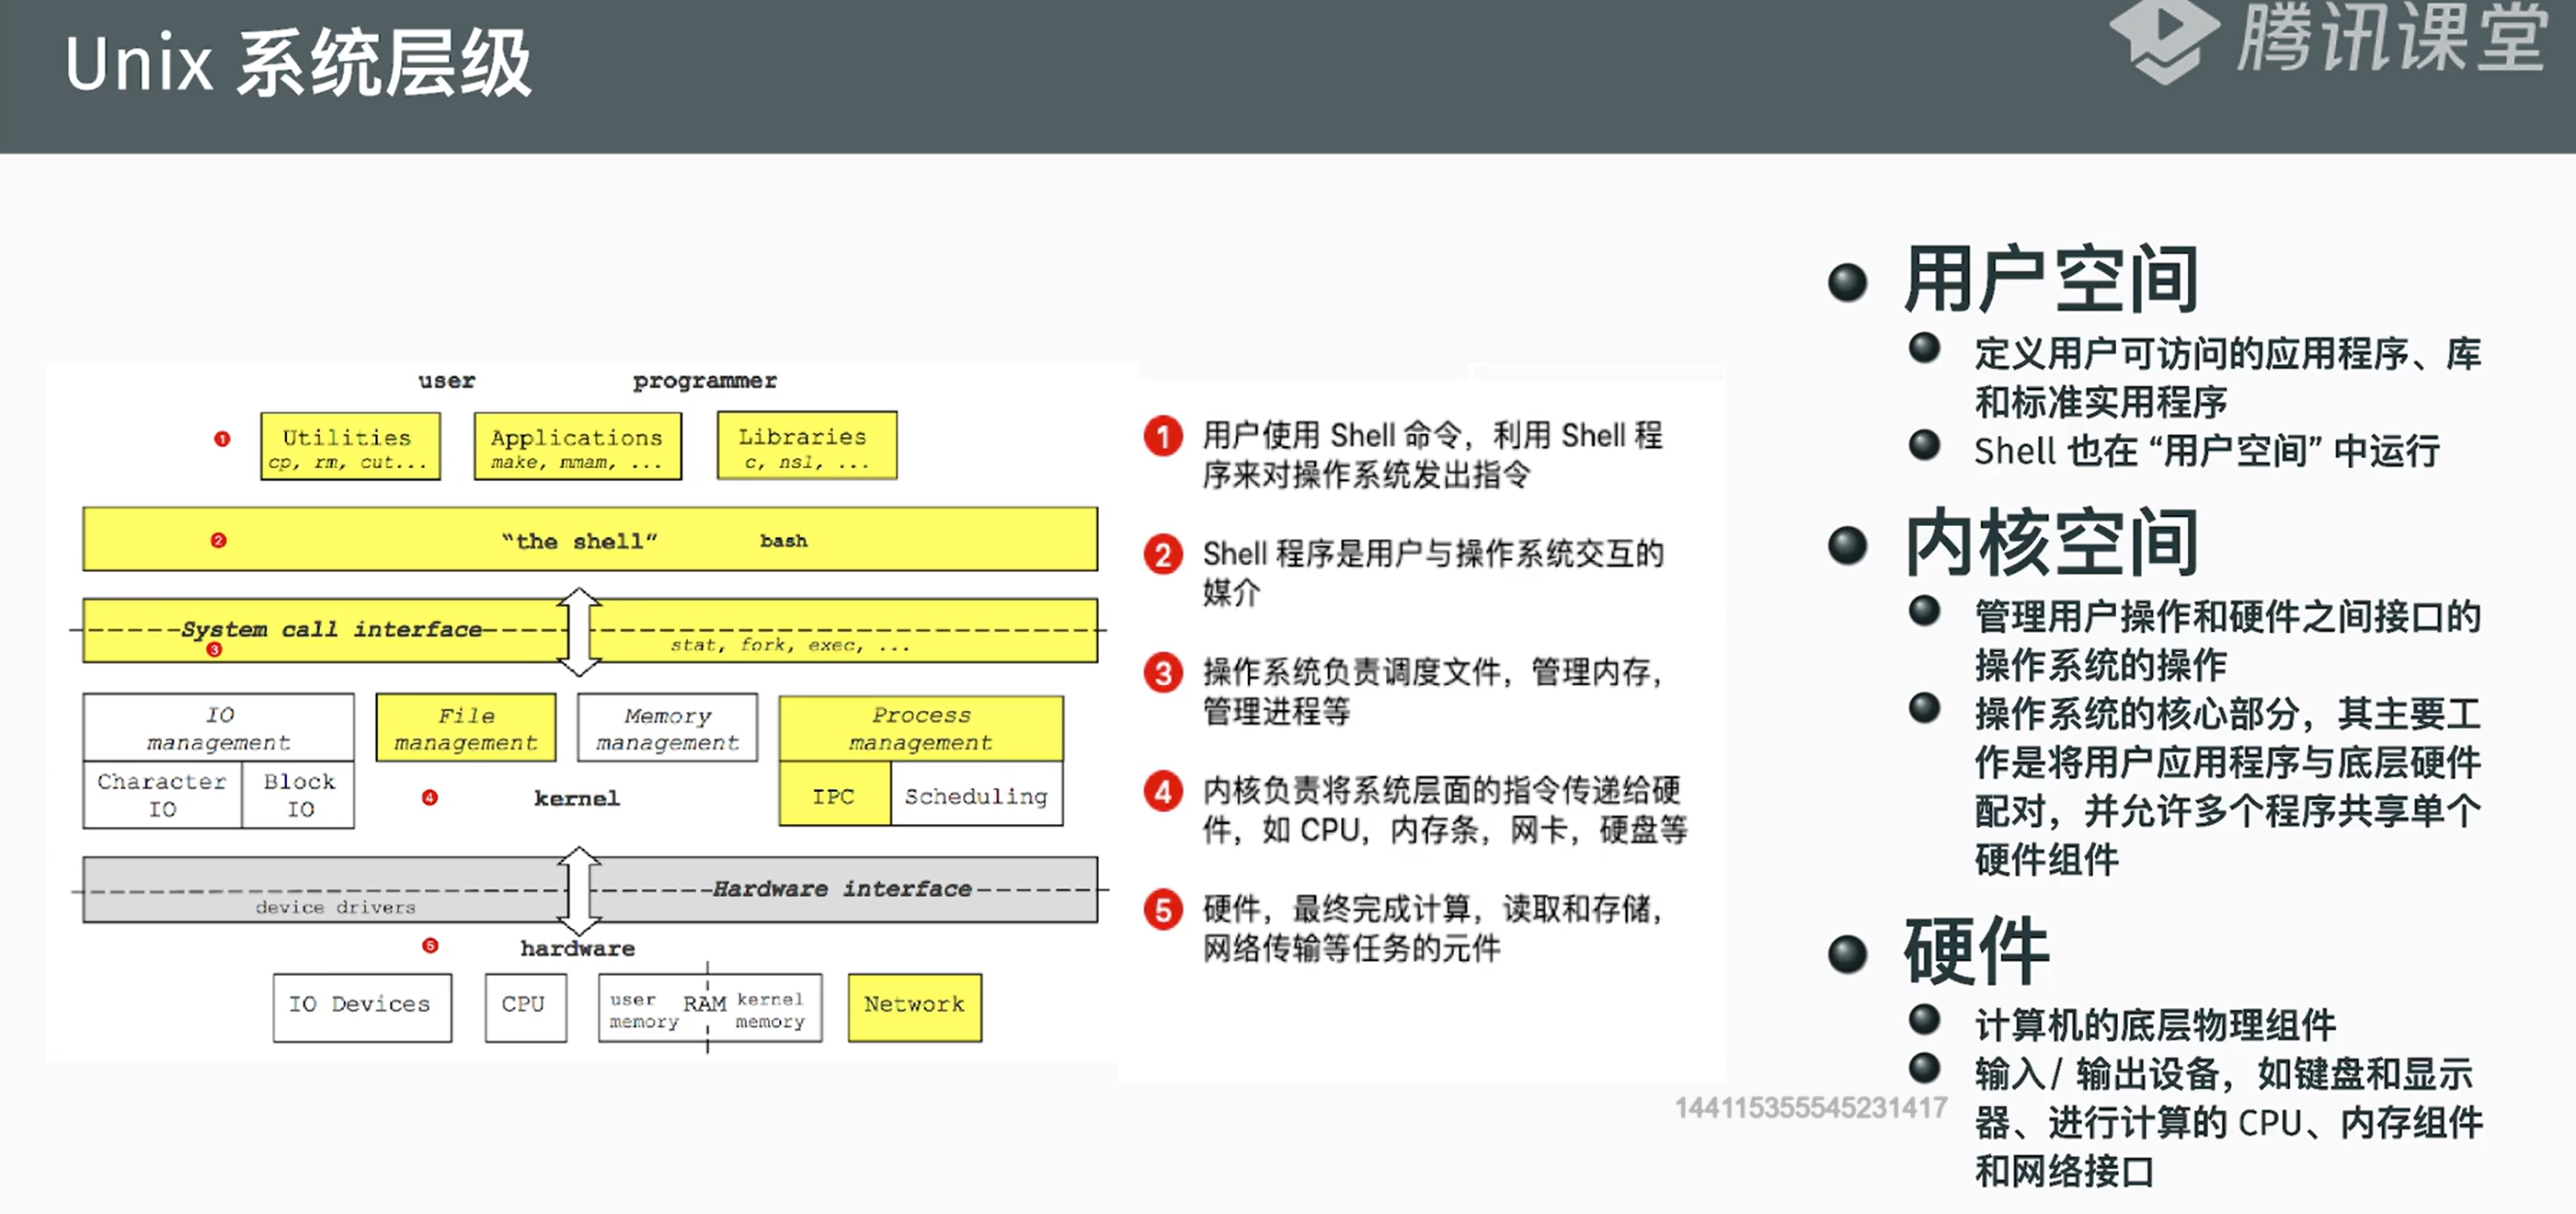 Unix 系统层级
腾讯课堂
user programmer
1 Utilities Applications Libraries
cp, rm, cut... make, mmam, ... c, nsl, ...
2 “the shell” bash
System call interface
3 stat, fork, exec, ...
IO File Memory Process
management management management management
Character Block
IO IO
4 kernel IPC Scheduling
Hardware interface
device drivers
5 hardware
IO Devices CPU user RAM kernel Network
memory memory
1 用户使用 Shell 命令，利用 Shell 程
序来对操作系统发出指令
2 Shell 程序是用户与操作系统交互的
媒介
3 操作系统负责调度文件，管理内存，
管理进程等
4 内核负责将系统层面的指令传递给硬
件，如 CPU，内存条，网卡，硬盘等
5 硬件，最终完成计算，读取和存储，
网络传输等任务的元件
用户空间
定义用户可访问的应用程序、库
和标准实用程序
Shell 也在 “用户空间” 中运行
内核空间
管理用户操作和硬件之间接口的
操作系统的操作
操作系统的核心部分，其主要工
作是将用户应用程序与底层硬件
配对，并允许多个程序共享单个
硬件组件
硬件
计算机的底层物理组件
输入/ 输出设备，如键盘和显示
器、进行计算的 CPU、内存组件
和网络接口
144115355545231417